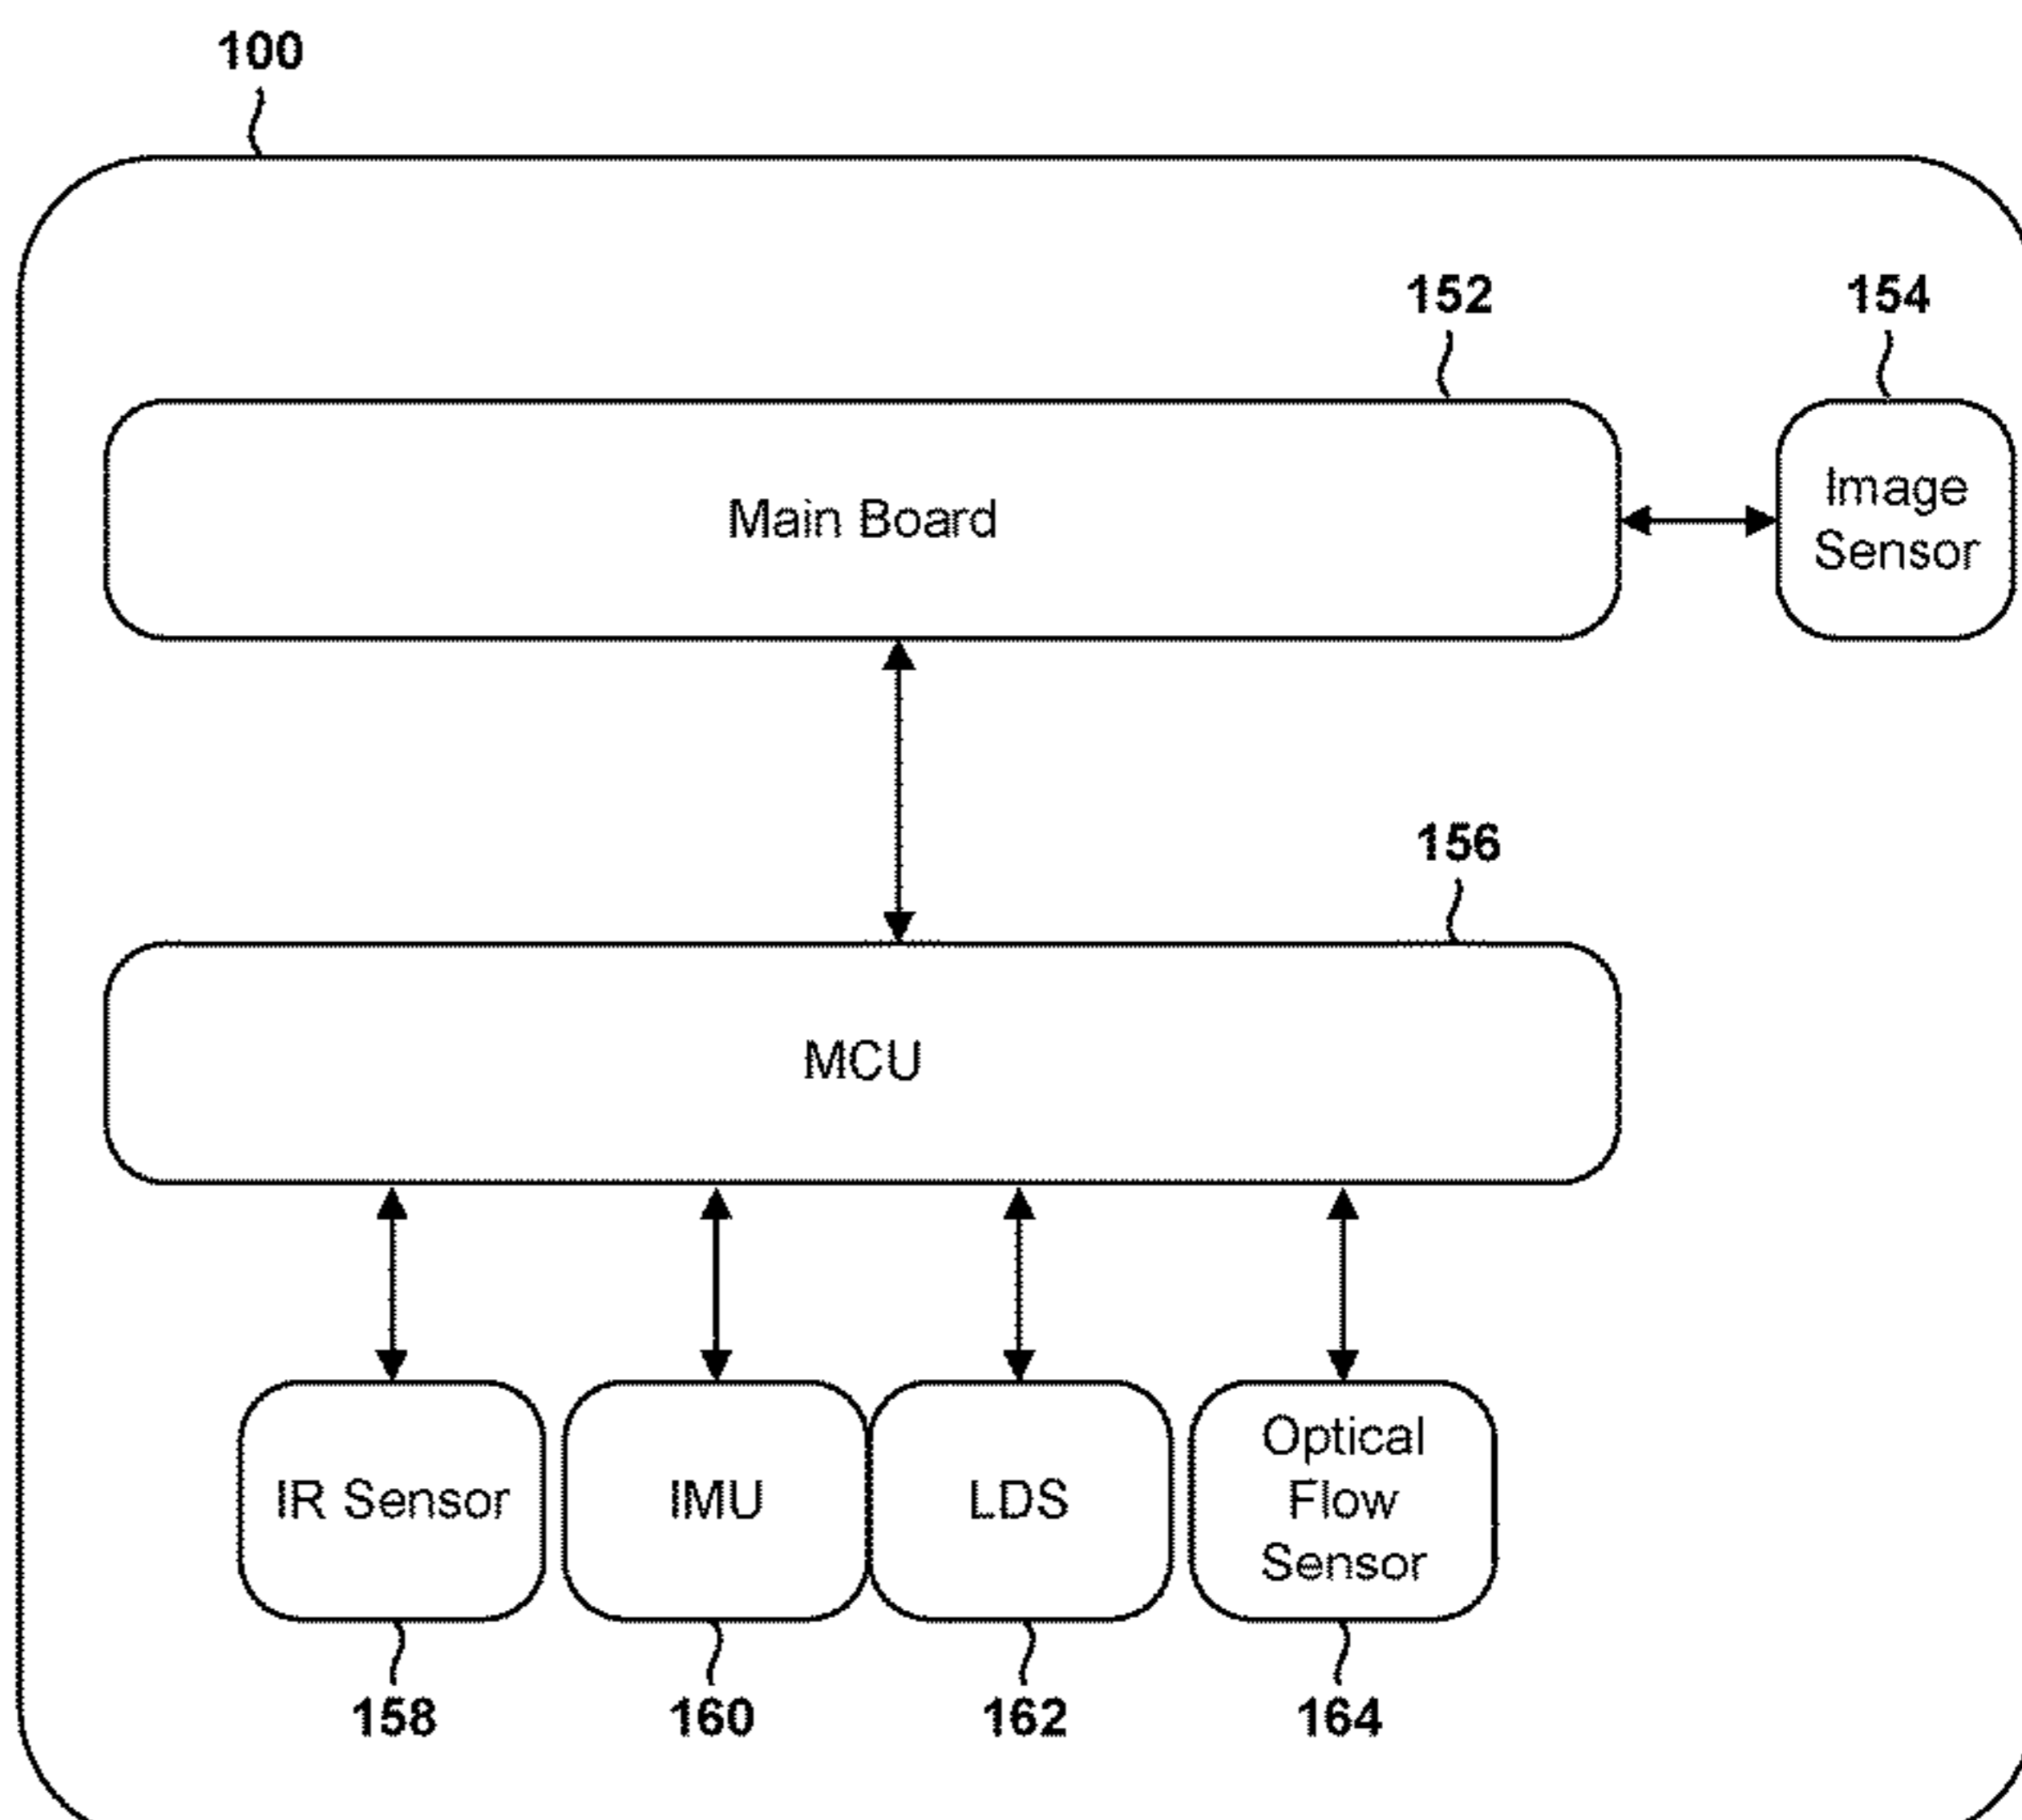 100
152
154
Main Board
Image
Sensor
156
MCU
IR Sensor
IMU
LDS
Optical
Flow
Sensor
158
160
162
164